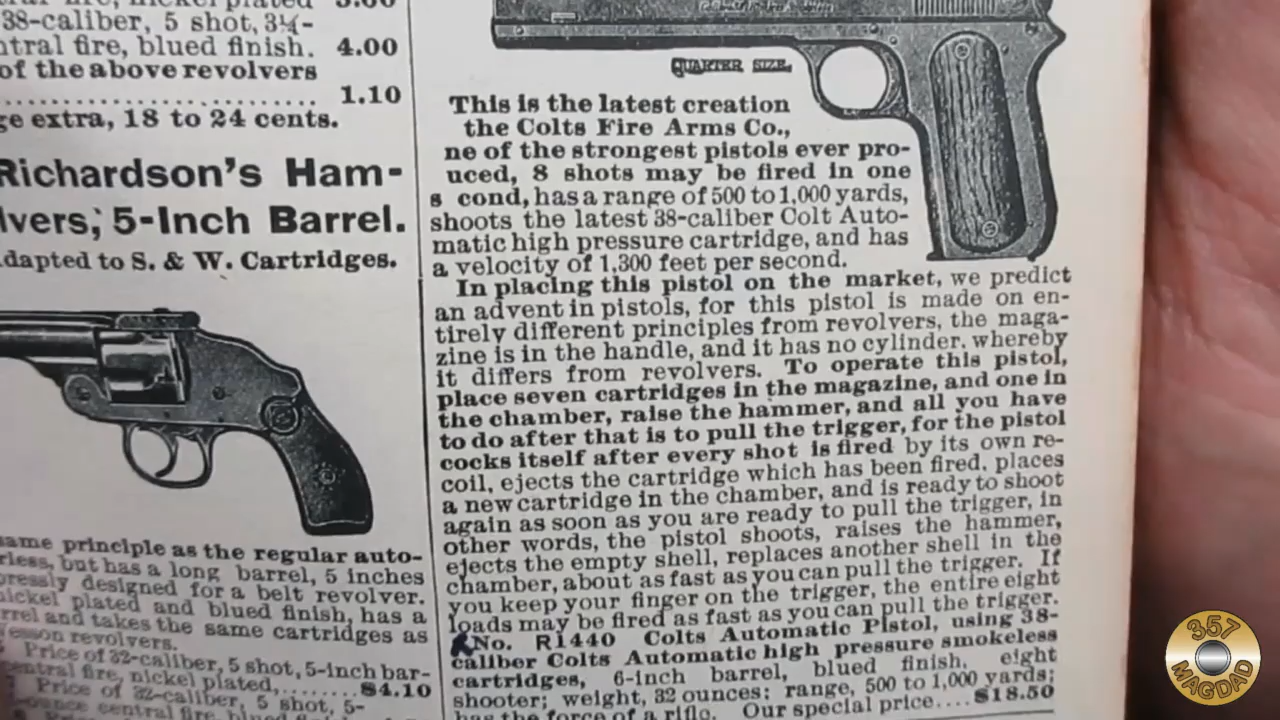 38-caliber, 5 shot, 3¼-
ntral fire, blued finish. 4.00
of the above revolvers
.............................. 1.10
ge extra, 18 to 24 cents.
Richardson's Ham-
lvers, 5-Inch Barrel.
dapted to S. & W. Cartridges.
same principle as the regular auto-
rless, but has a long barrel, 5 inches
pressly designed for a belt revolver.
nickel plated and blued finish, has a
rrel and takes the same cartridges as
Wesson revolvers.
Price of 32-caliber, 5 shot, 5-inch bar-
central fire, nickel plated,........$4.10
Price of 32-caliber, 5 shot, 5-
ounce central fire, blued
QUARTER SIZE.
This is the latest creation
the Colts Fire Arms Co.,
ne of the strongest pistols ever pro-
uced, 8 shots may be fired in one
s cond, has a range of 500 to 1,000 yards,
shoots the latest 38-caliber Colt Auto-
matic high pressure cartridge, and has
a velocity of 1,300 feet per second.
In placing this pistol on the market, we predict
an advent in pistols, for this pistol is made on en-
tirely different principles from revolvers, the maga-
zine is in the handle, and it has no cylinder. whereby
it differs from revolvers. To operate this pistol,
place seven cartridges in the magazine, and one in
the chamber, raise the hammer, and all you have
to do after that is to pull the trigger, for the pistol
cocks itself after every shot is fired by its own re-
coil, ejects the cartridge which has been fired. places
a new cartridge in the chamber, and is ready to shoot
again as soon as you are ready to pull the trigger, in
other words, the pistol shoots, raises the hammer,
ejects the empty shell, replaces another shell in the
chamber, about as fast as you can pull the trigger. If
you keep your finger on the trigger, the entire eight
loads may be fired as fast as you can pull the trigger.
No. R1440 Colts Automatic Pistol, using 38-
caliber Colts Automatic high pressure smokeless
cartridges, 6-inch barrel, blued finish, eight
shooter; weight, 32 ounces; range, 500 to 1,000 yards;
has the force of a rifle. Our special price....$18.50
357
MAGDAD